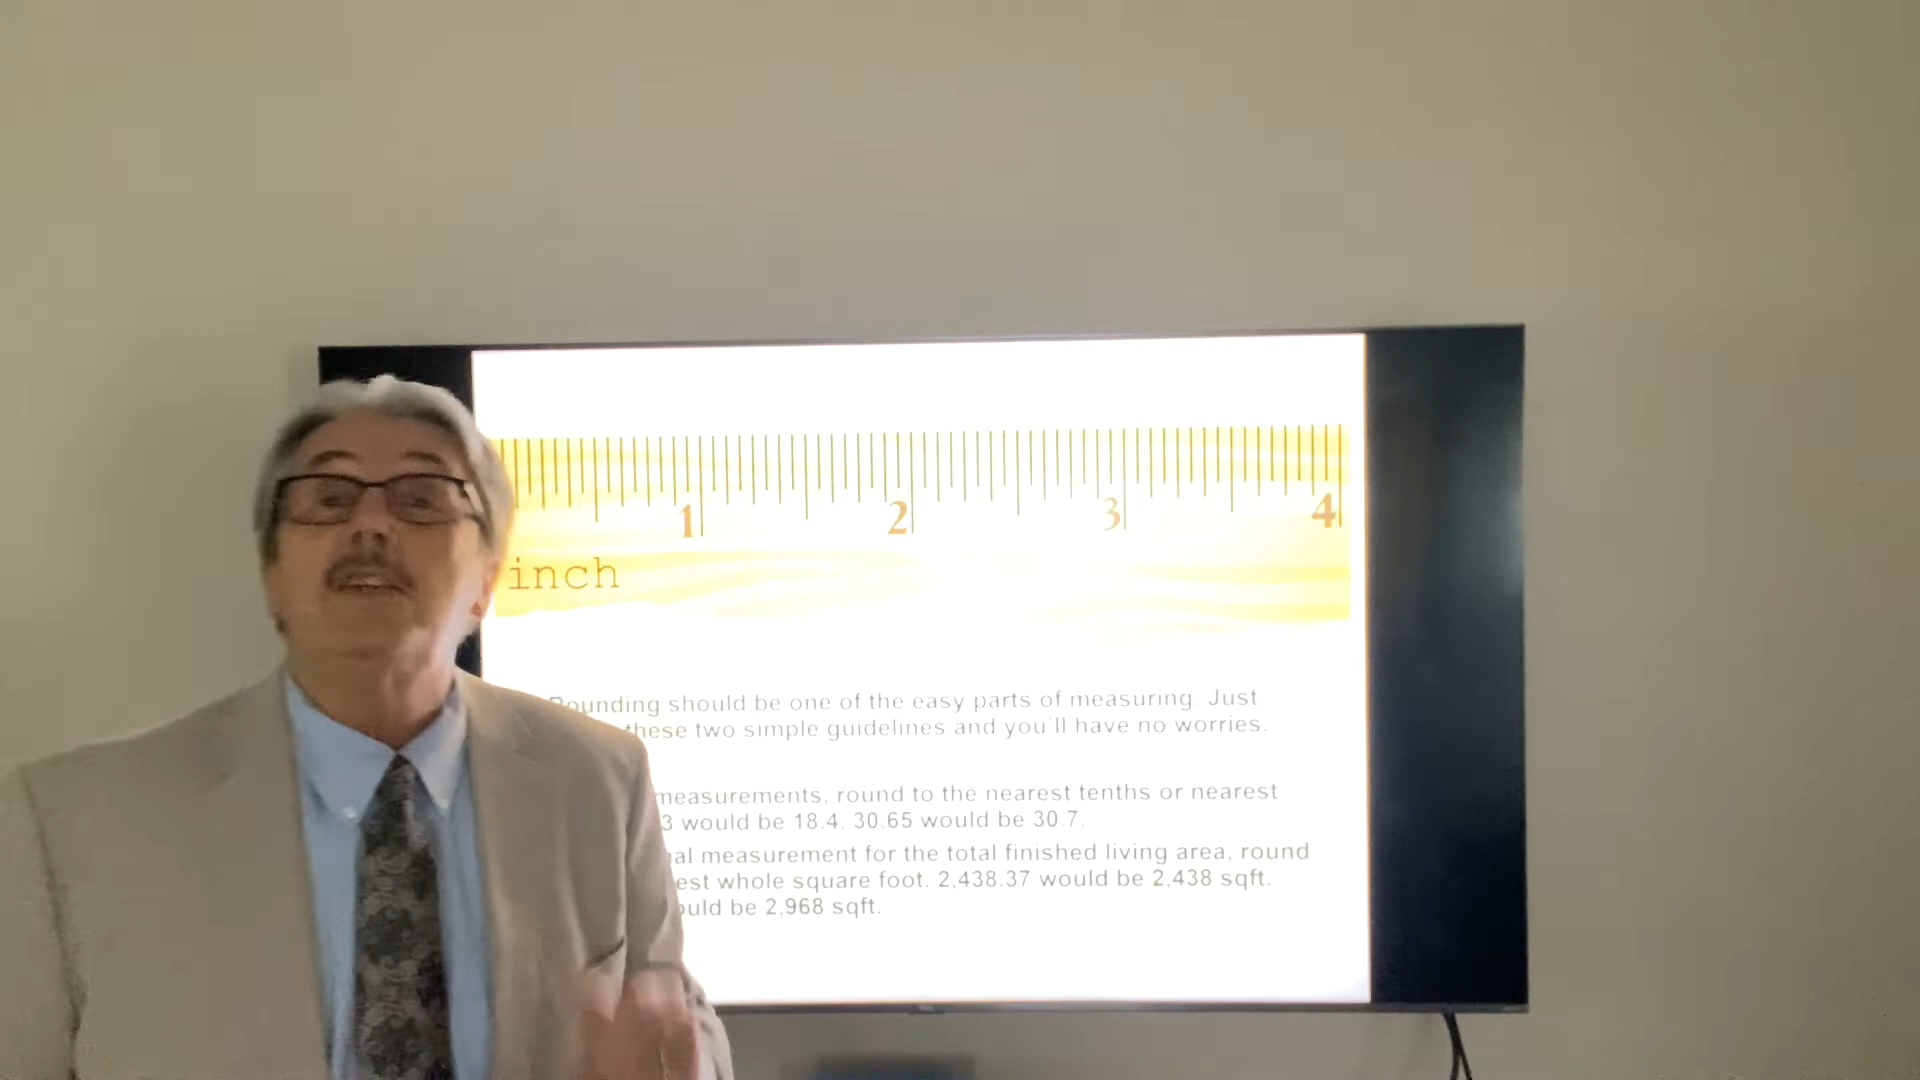 1 2 3 4
inch
Rounding should be one of the easy parts of measuring. Just
these two simple guidelines and you'll have no worries.
measurements, round to the nearest tenths or nearest
3 would be 18.4. 30.65 would be 30.7.
measurement for the total finished living area, round
whole square foot. 2,438.37 would be 2,438 sqft.
be 2,968 sqft.